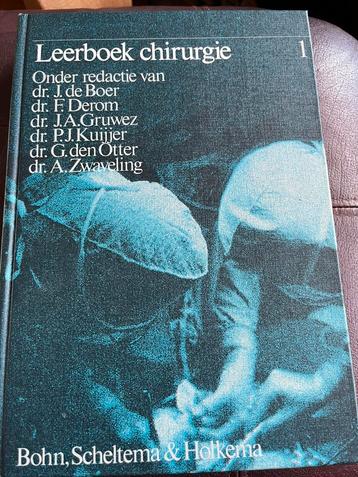 Leerboek chirurgie 1
Onder redactie van
dr. J. de Boer
dr. F. Derom
dr. J.A. Gruwez
dr. P.J. Kuijjer
dr. G. den Otter
dr. A. Zwaveling
Bohn, Scheltema & Holkema